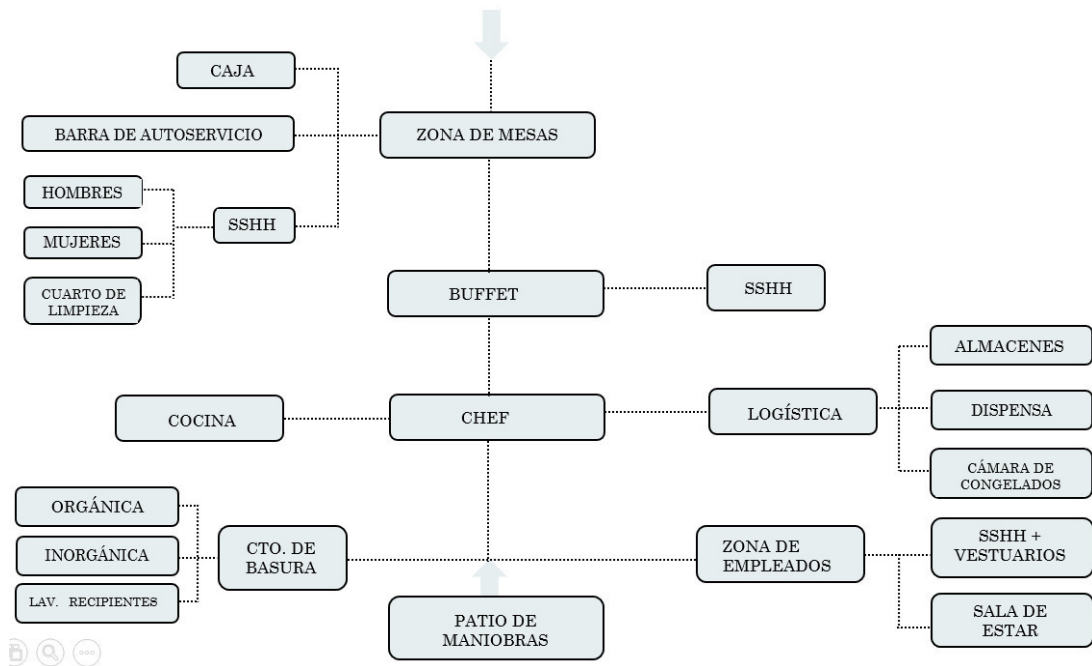 CAJA
BARRA DE AUTOSERVICIO
ZONA DE MESAS
HOMBRES
MUJERES
CUARTO DE
LIMPIEZA
SSHH
BUFFET
SSHH
COCINA
CHEF
LOGÍSTICA
ALMACENES
DISPENSA
CÁMARA DE
CONGELADOS
ORGÁNICA
INORGÁNICA
LAV. RECIPIENTES
CTO. DE
BASURA
ZONA DE
EMPLEADOS
SSHH +
VESTUARIOS
SALA DE
ESTAR
PATIO DE
MANIOBRAS